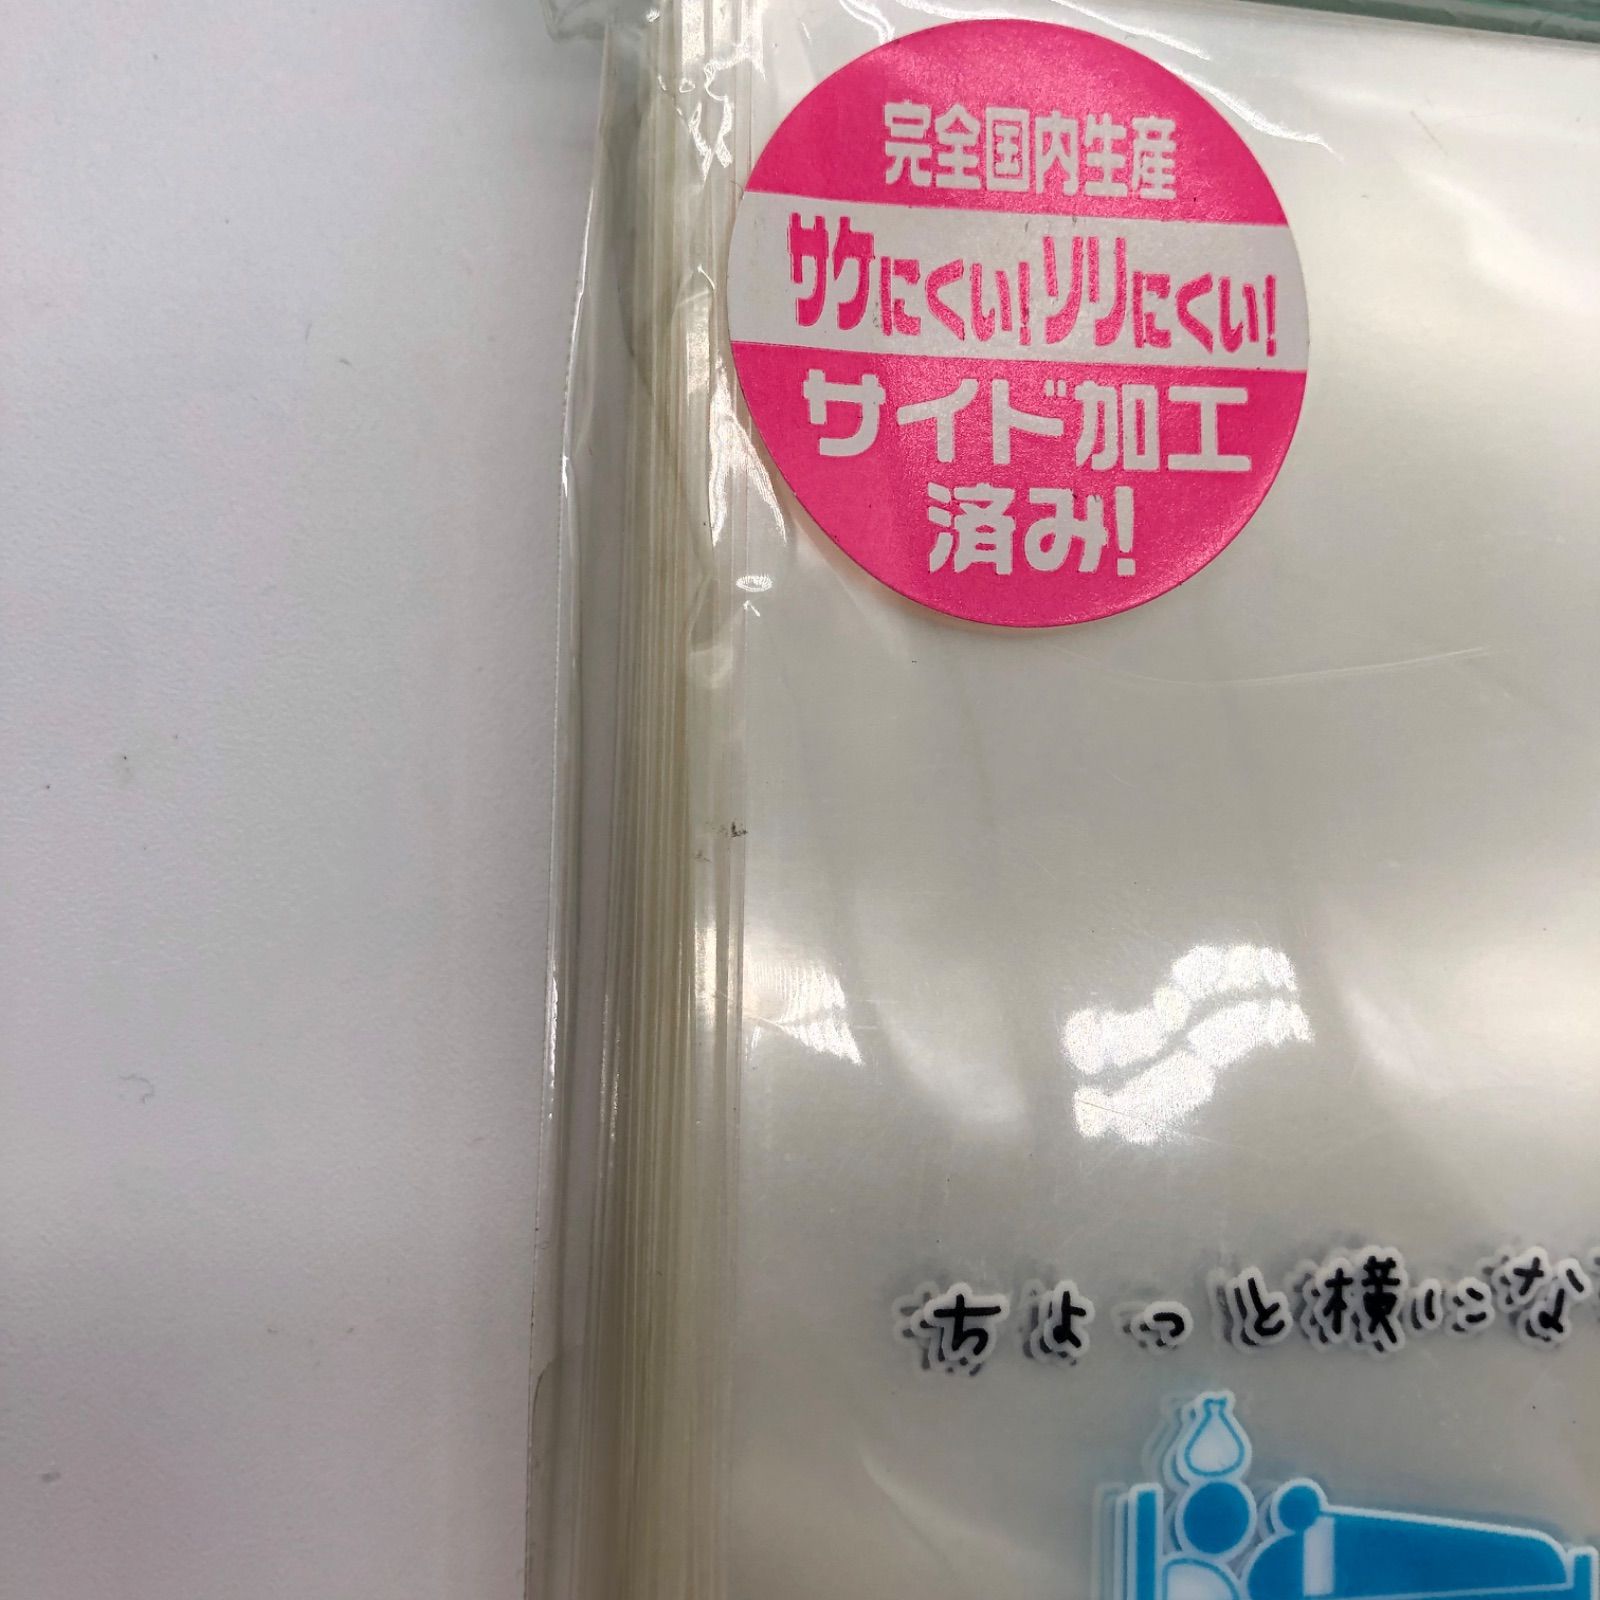 完全国内生産
サケにくい!ソリにくい!
サイド加工
済み!
ちょっと横にな